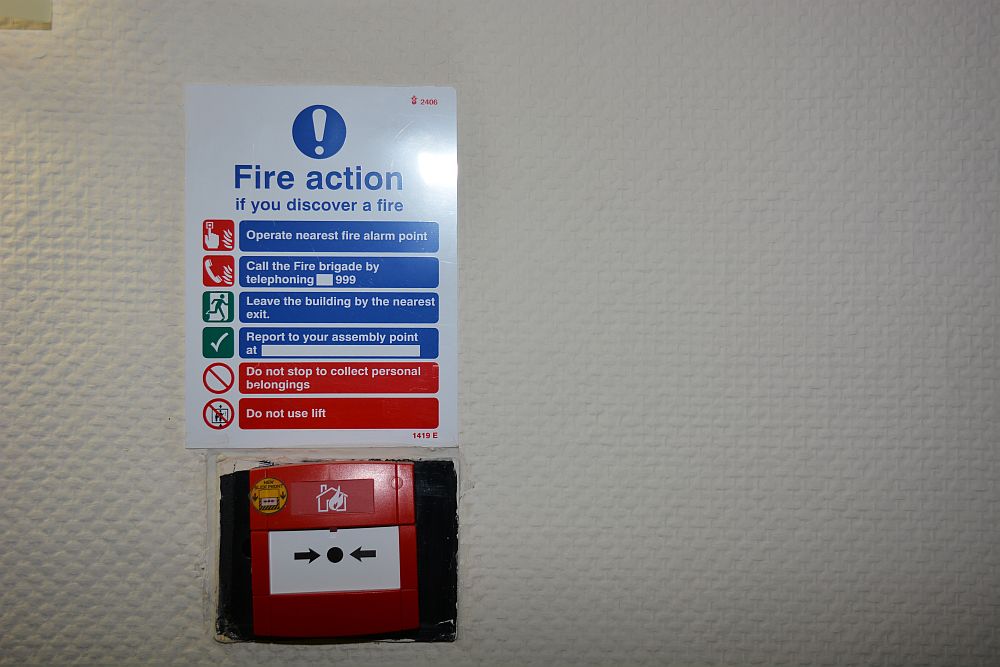 2406
Fire action
if you discover a fire
Operate nearest fire alarm point
Call the Fire brigade by
telephoning 999
Leave the building by the nearest
exit.
Report to your assembly point
at
Do not stop to collect personal
belongings
Do not use lift
1419 E
NEW